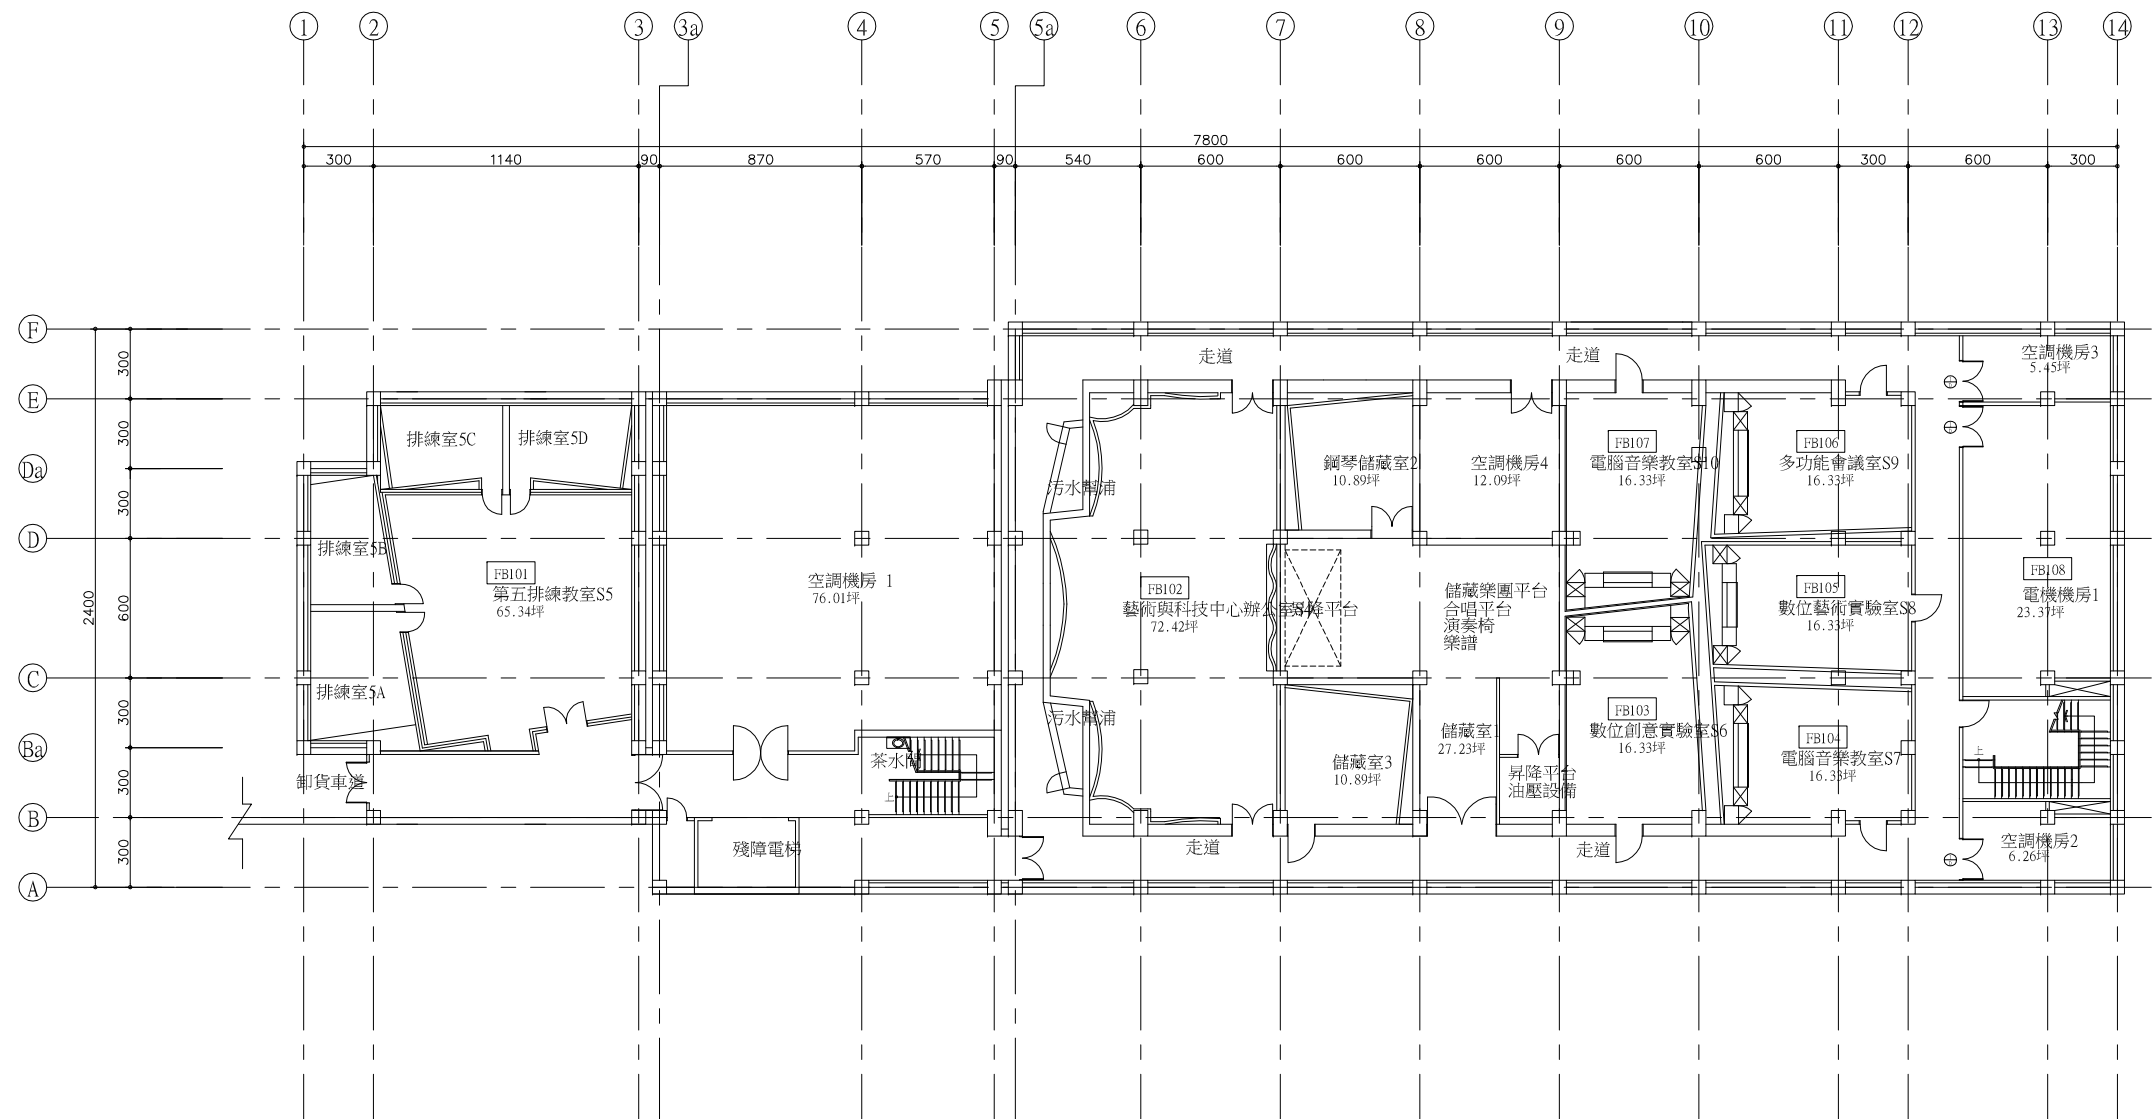 1 2 3 3a 4 5 5a 6 7 8 9 10 11 12 13 14
7800
300 1140 90 870 570 90 540 600 600 600 600 600 300 600 300
F
E
Da
D
C
Ba
B
A
300
300
300
600
300
300
300
2400
走道
走道
空調機房3
5.45坪
排練室5C
排練室5D
排練室5B
排練室5A
FB101
第五排練教室S5
65.34坪
卸貨車道
空調機房 1
76.01坪
茶水間
上
殘障電梯
污水幫浦
污水幫浦
FB102
藝術與科技中心辦公室S4
72.42坪
昇降平台
鋼琴儲藏室2
10.89坪
空調機房4
12.09坪
儲藏樂團平台
合唱平台
演奏椅
樂譜
儲藏室3
10.89坪
儲藏室1
27.23坪
昇降平台
油壓設備
FB107
電腦音樂教室S10
16.33坪
FB106
多功能會議室S9
16.33坪
FB105
數位藝術實驗室S8
16.33坪
FB103
數位創意實驗室S6
16.33坪
FB104
電腦音樂教室S7
16.33坪
FB108
電機機房1
23.37坪
上
空調機房2
6.26坪
走道
走道